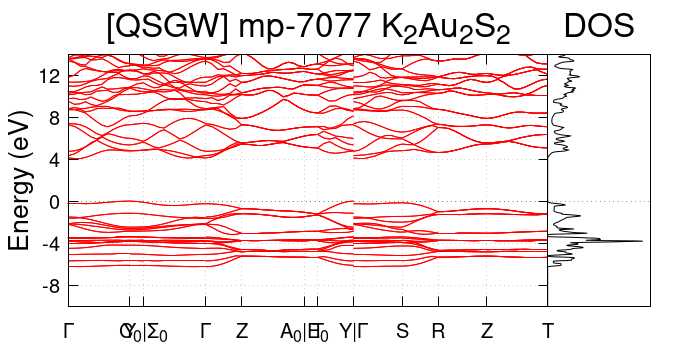 [QSGW] mp-7077 K₂Au₂S₂ DOS
12
8
4
0
-4
-8
Energy (eV)
Γ Y Σ₀ Γ Z A₀|E T Y|Γ S R Z T